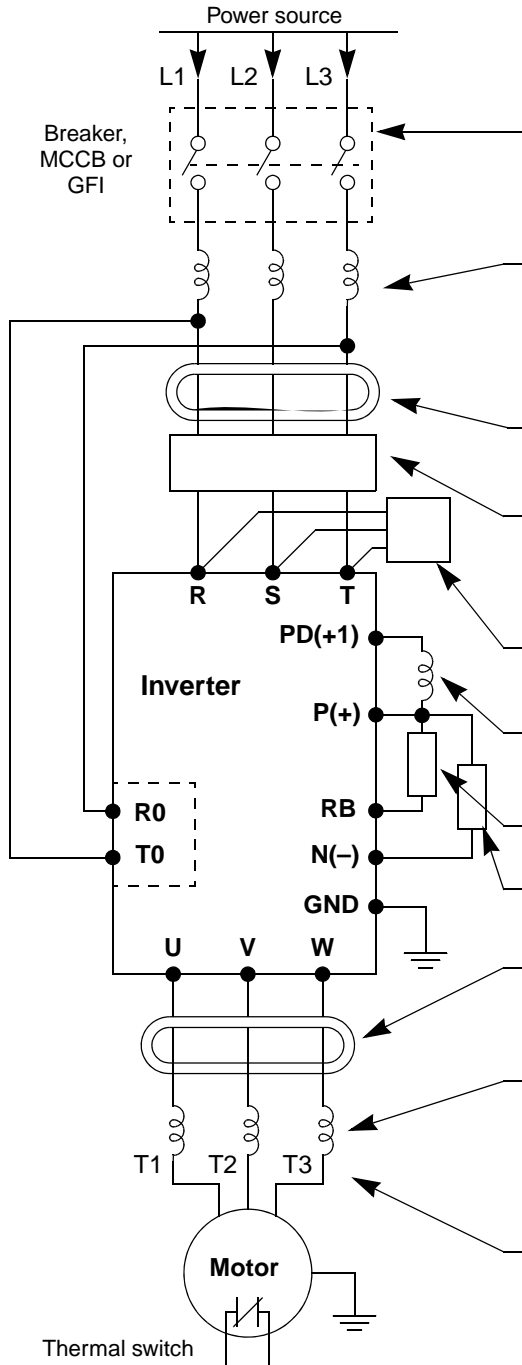 Power source
L1 L2 L3
Breaker,
MCCB or
GFI
R S T
PD(+1)
Inverter
P(+)
R0
RB
T0
N(–)
GND
U V W
T1 T2 T3
Motor
Thermal switch